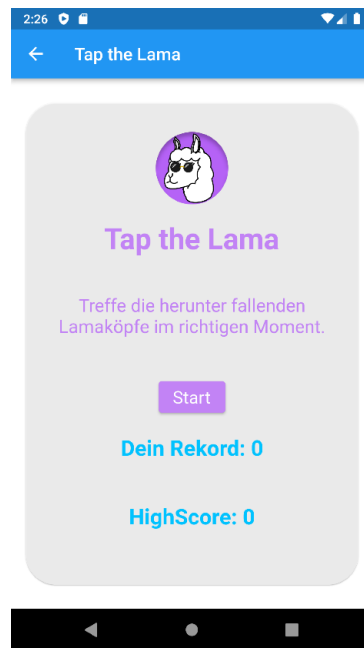 2:26
Tap the Lama
Tap the Lama
Treffe die herunter fallenden
Lamaköpfe im richtigen Moment.
Start
Dein Rekord: 0
HighScore: 0